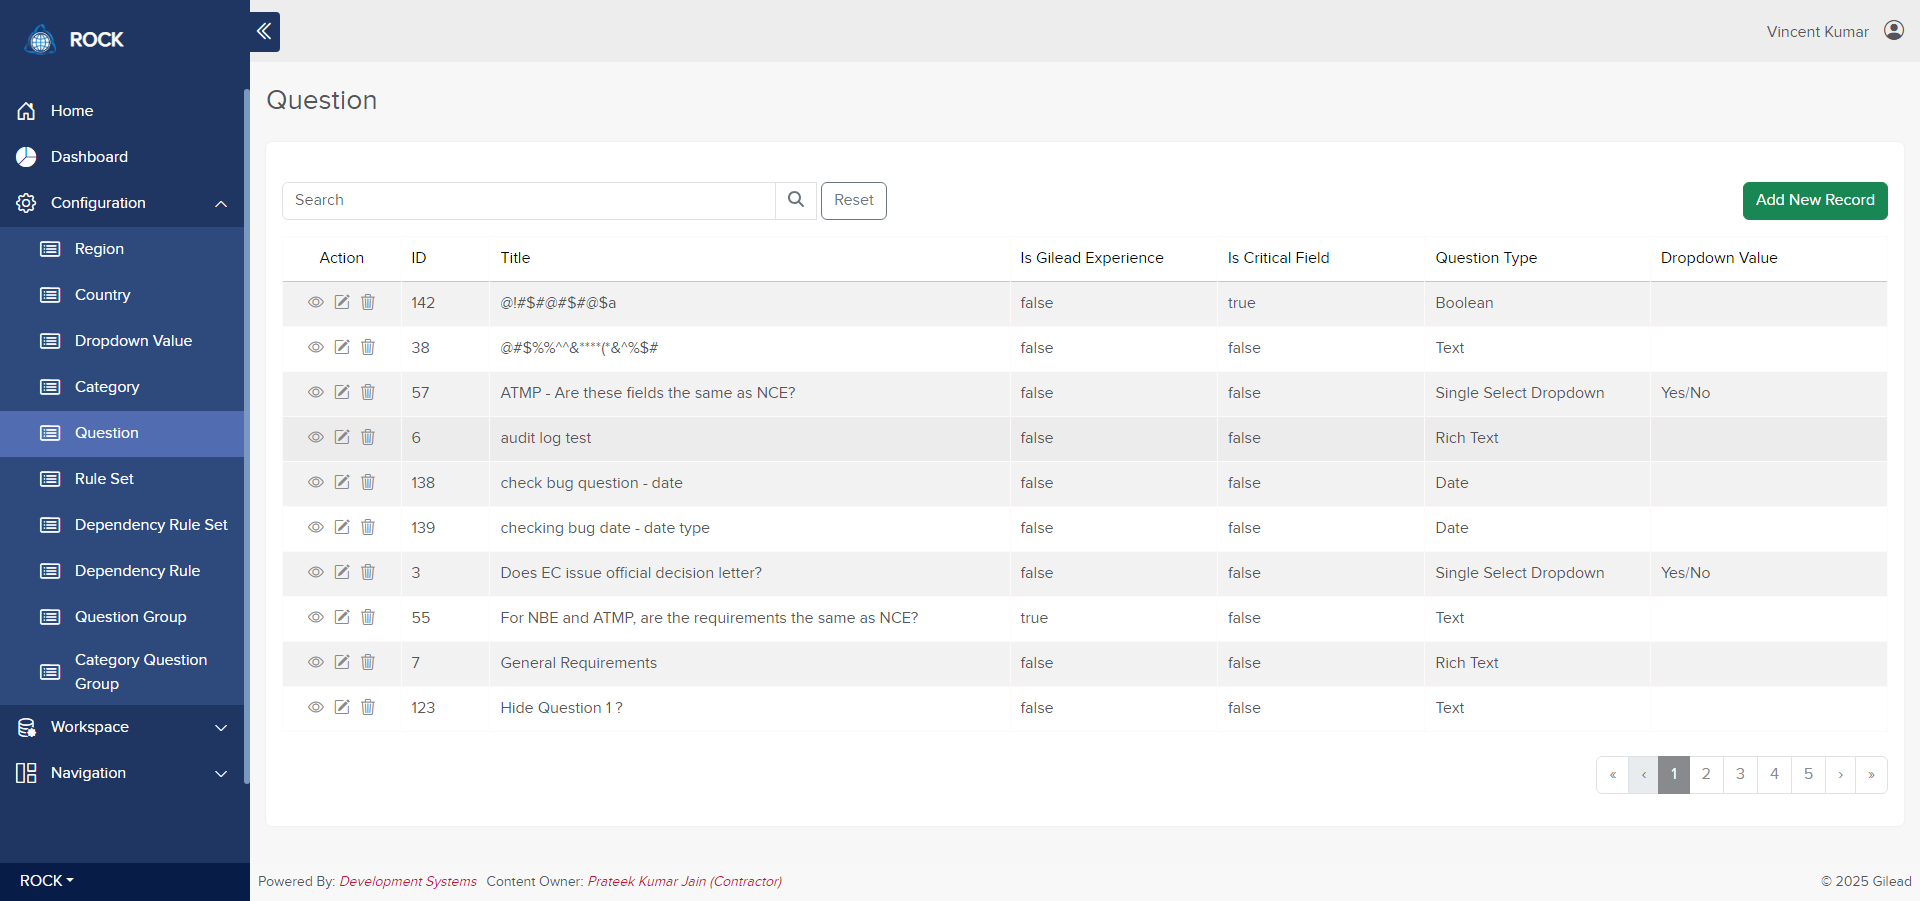 ROCK
Vincent Kumar
Home
Dashboard
Configuration
Region
Country
Dropdown Value
Category
Question
Rule Set
Dependency Rule Set
Dependency Rule
Question Group
Category Question
Group
Workspace
Navigation
ROCK
Question
Search
Reset
Add New Record
Action ID Title Is Gilead Experience Is Critical Field Question Type Dropdown Value
142 @!#$#@#$#@$a false true Boolean
38 @#$%%^^&****(*&^%$# false false Text
57 ATMP - Are these fields the same as NCE? false false Single Select Dropdown Yes/No
6 audit log test false false Rich Text
138 check bug question - date false false Date
139 checking bug date - date type false false Date
3 Does EC issue official decision letter? false false Single Select Dropdown Yes/No
55 For NBE and ATMP, are the requirements the same as NCE? true false Text
7 General Requirements false false Rich Text
123 Hide Question 1 ? false false Text
« ‹ 1 2 3 4 5 › »
Powered By: Development Systems Content Owner: Prateek Kumar Jain (Contractor)
© 2025 Gilead